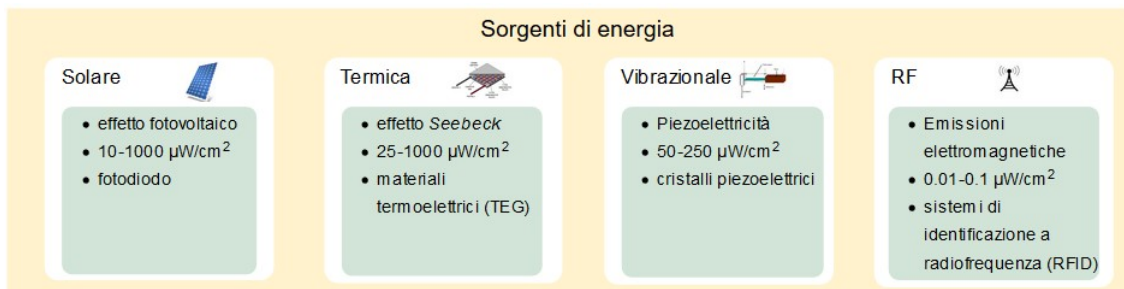 Sorgenti di energia
Solare
• effetto fotovoltaico
• 10-1000 µW/cm²
• fotodiodo
Termica
• effetto Seebeck
• 25-1000 µW/cm²
• materiali
termoelettrici (TEG)
Vibrazionale
• Piezoelettricità
• 50-250 µW/cm²
• cristalli piezoelettrici
RF
• Emissioni
elettromagnetiche
• 0.01-0.1 µW/cm²
• sistemi di
identificazione a
radiofrequenza (RFID)